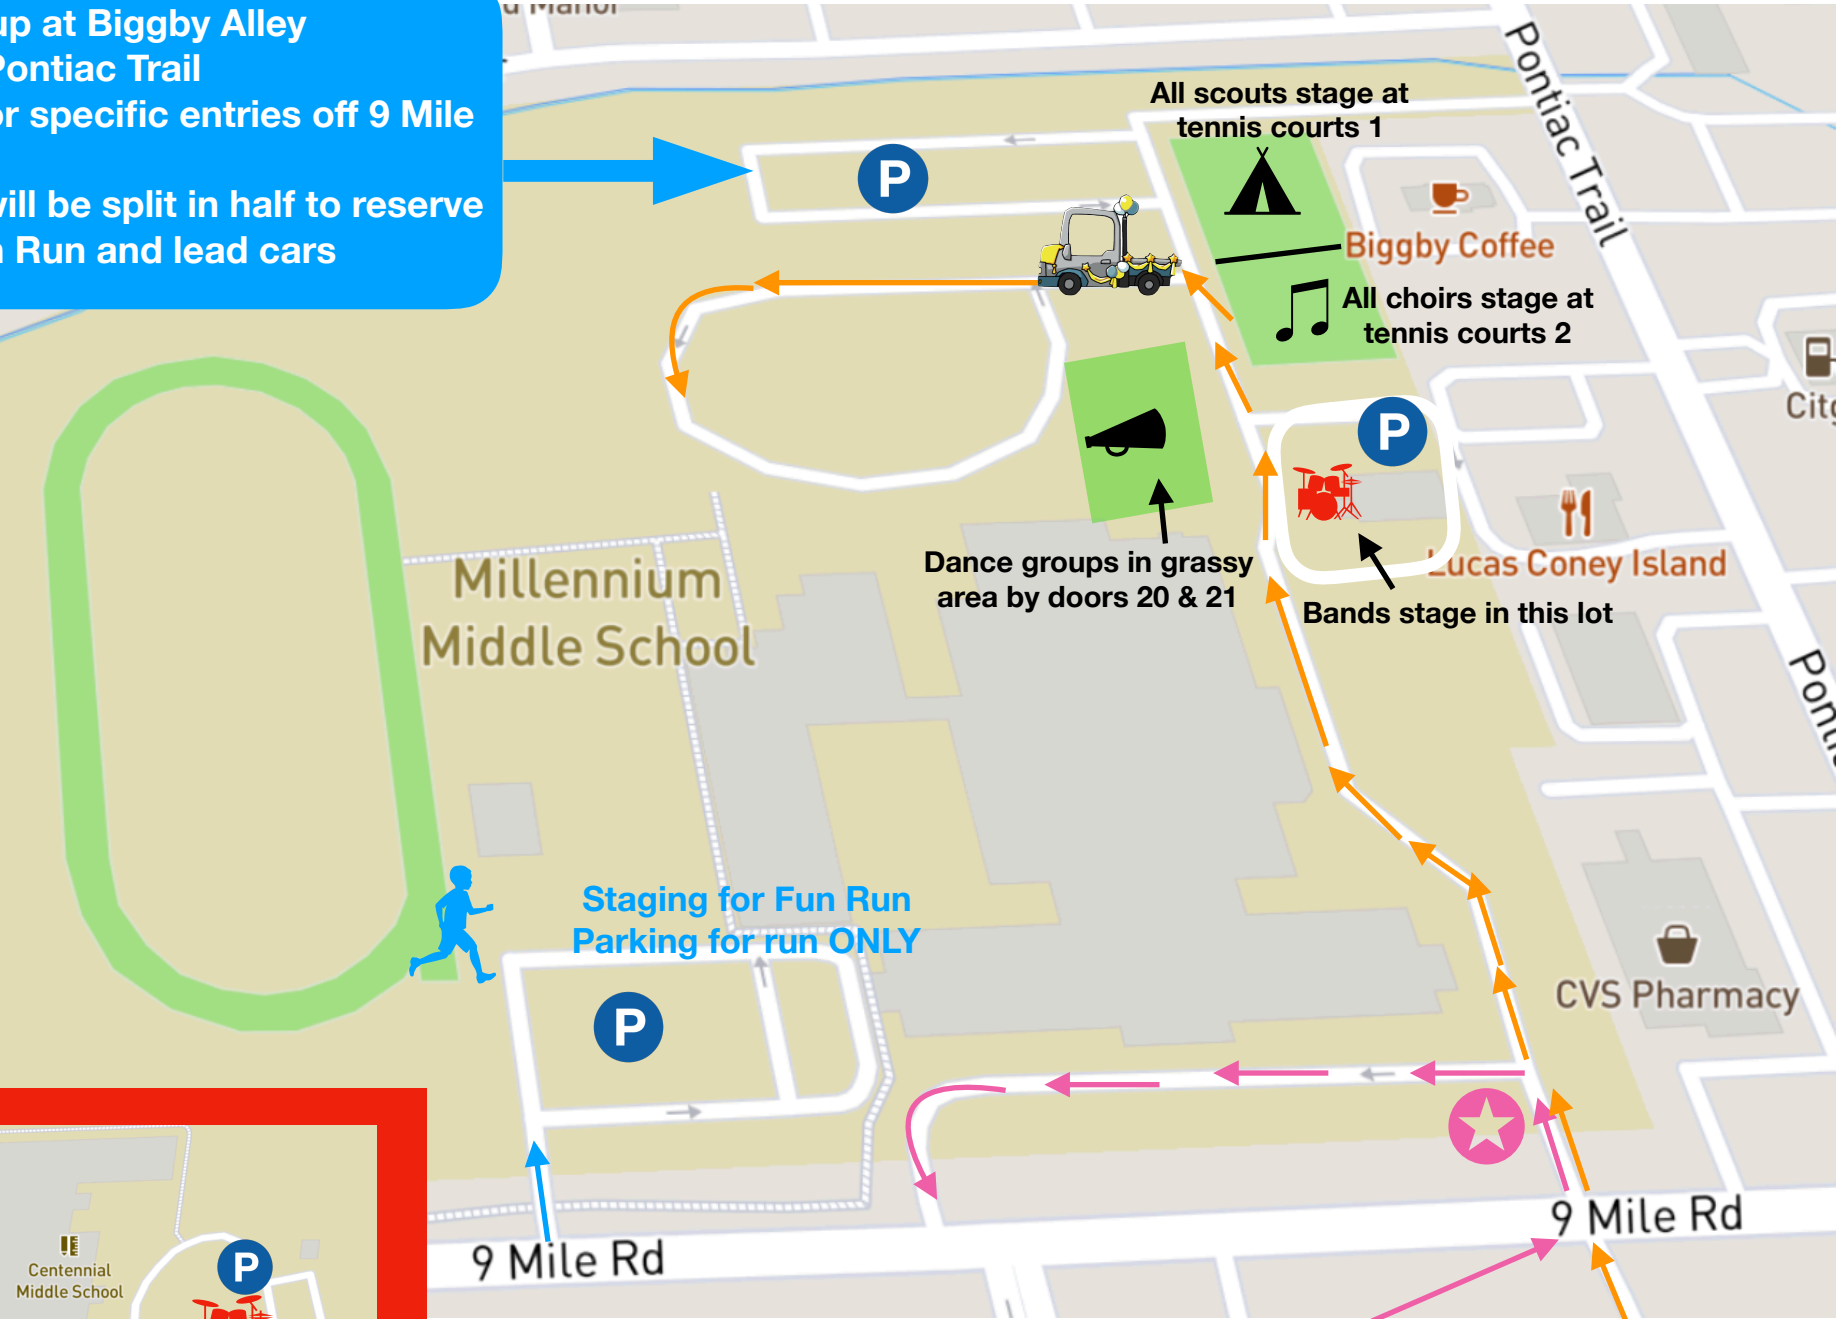 up at Biggby Alley
Pontiac Trail
or specific entries off 9 Mile
will be split in half to reserve
Run and lead cars
Manor
All scouts stage at
tennis courts 1
Pontiac Trail
P
Biggby Coffee
All choirs stage at
tennis courts 2
P
Lucas Coney Island
Dance groups in grassy
area by doors 20 & 21
Bands stage in this lot
Millennium
Middle School
Staging for Fun Run
Parking for run ONLY
P
CVS Pharmacy
9 Mile Rd
9 Mile Rd
P
Centennial
Middle School